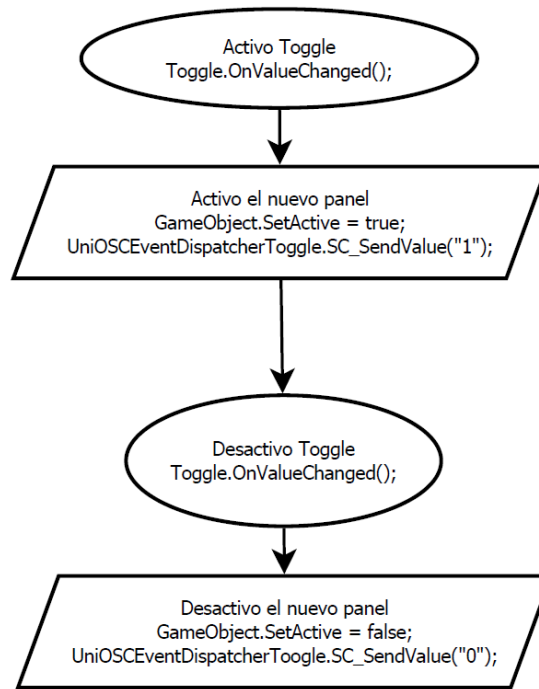 Activo Toggle
Toggle.OnValueChanged();
Activo el nuevo panel
GameObject.SetActive = true;
UniOSCEventDispatcherToggle.SC_SendValue("1");
Desactivo Toggle
Toggle.OnValueChanged();
Desactivo el nuevo panel
GameObject.SetActive = false;
UniOSCEventDispatcherToogle.SC_SendValue("0");